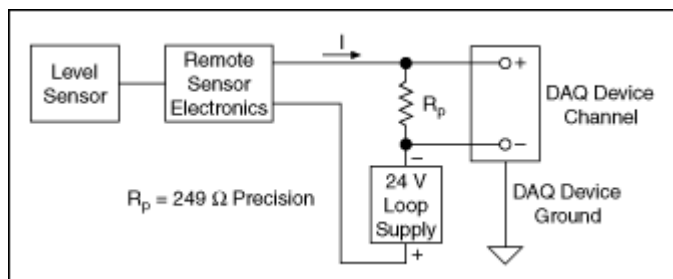 I
Level
Sensor
Remote
Sensor
Electronics
+
DAQ Device
Channel
Rp
−
−
24 V
Loop
Supply
+
Rp = 249 Ω Precision
DAQ Device
Ground